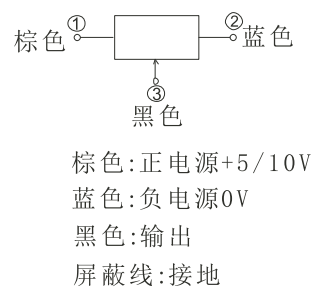 ① ②
棕色 蓝色
③
黑色
棕色:正电源+5/10V
蓝色:负电源0V
黑色:输出
屏蔽线:接地